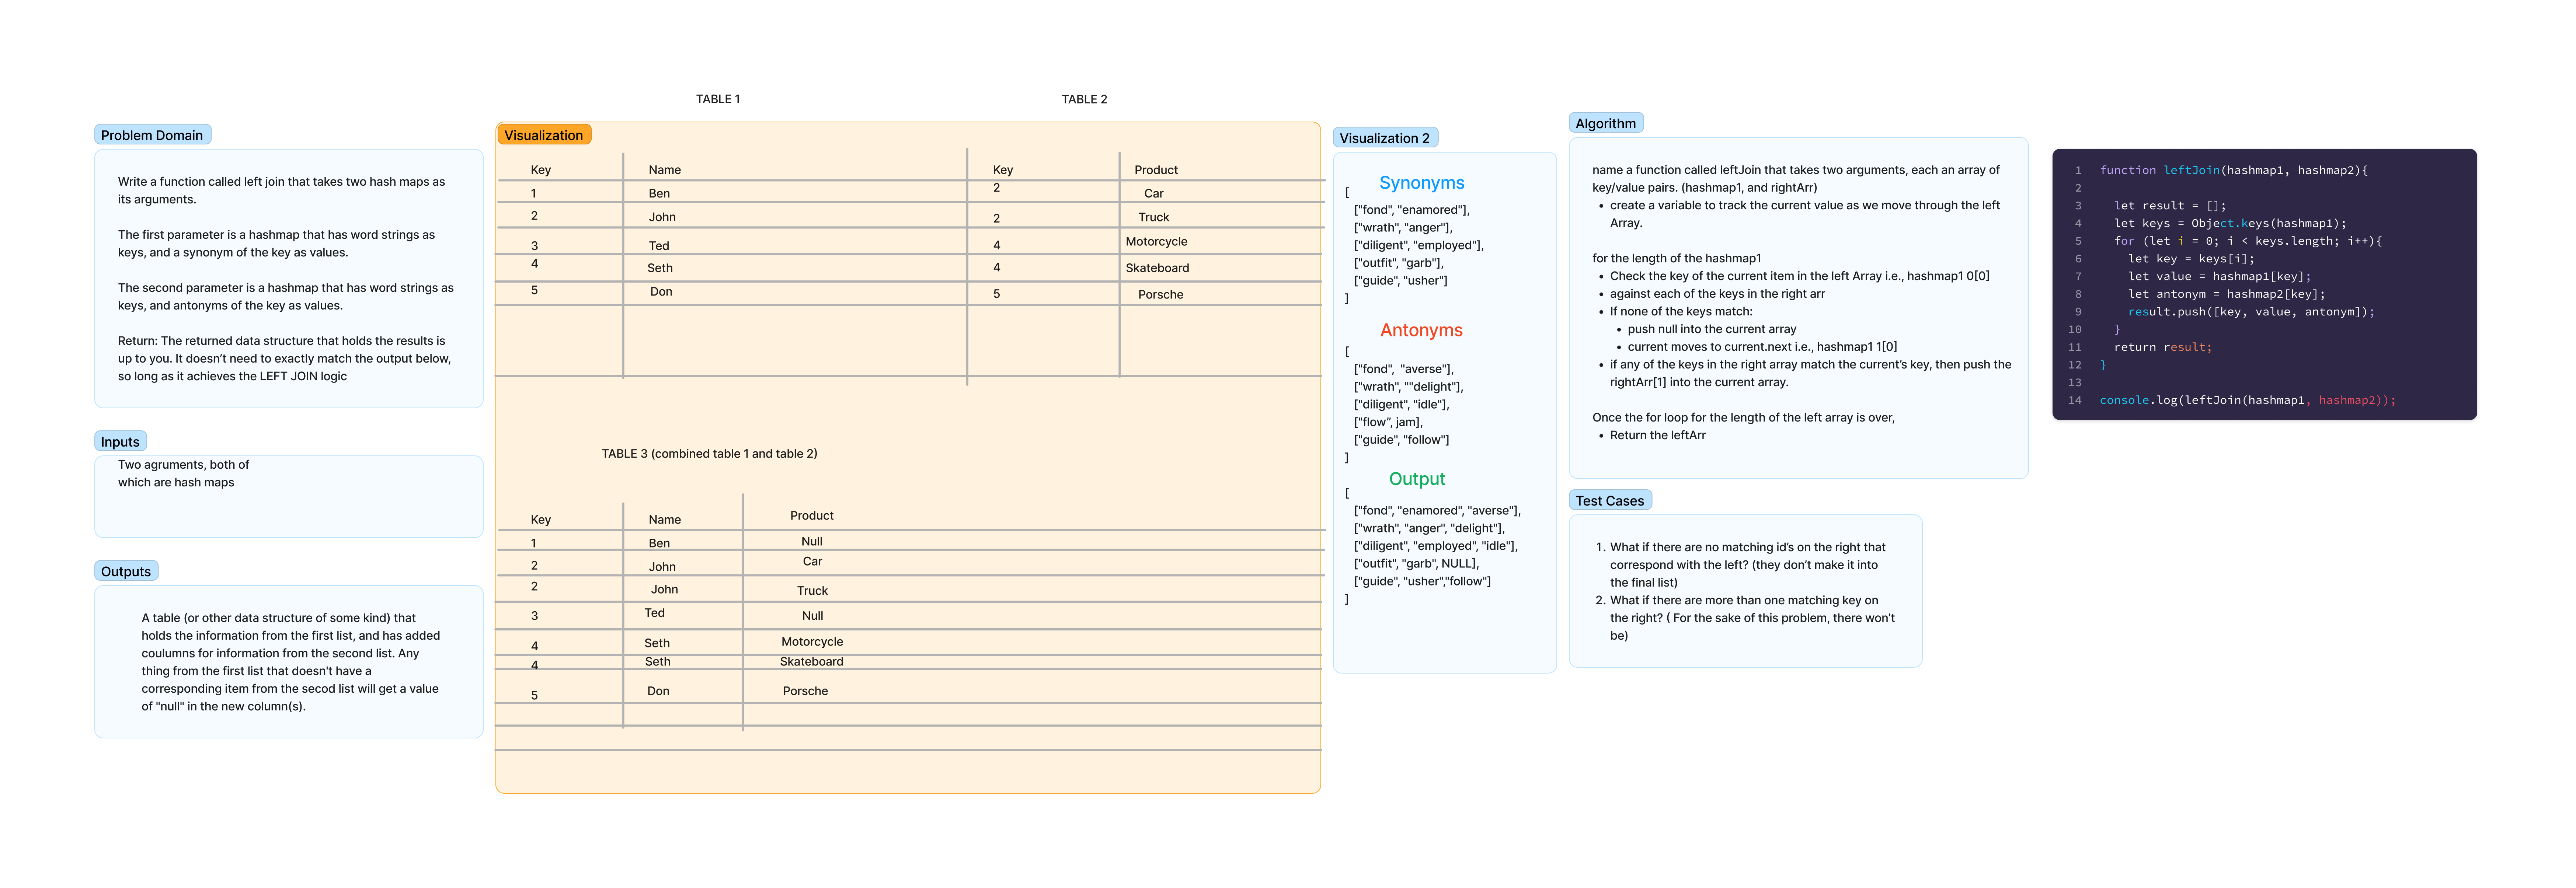 Problem Domain
Write a function called left join that takes two hash maps as
its arguments.
The first parameter is a hashmap that has word strings as
keys, and a synonym of the key as values.
The second parameter is a hashmap that has word strings as
keys, and antonyms of the key as values.
Return: The returned data structure that holds the results is
up to you. It doesn't need to exactly match the output below,
so long as it achieves the LEFT JOIN logic
Inputs
Two agruments, both of
which are hash maps
Outputs
A table (or other data structure of some kind) that
holds the information from the first list, and has added
coulumns for information from the second list. Any
thing from the first list that doesn't have a
corresponding item from the secod list will get a value
of "null" in the new column(s).
TABLE 1 TABLE 2
Visualization
Key Name Key Product
1 Ben 2 Car
2 John 2 Truck
3 Ted 4 Motorcycle
4 Seth 4 Skateboard
5 Don 5 Porsche
TABLE 3 (combined table 1 and table 2)
Key Name Product
1 Ben Null
2 John Car
2 John Truck
3 Ted Null
4 Seth Motorcycle
4 Seth Skateboard
5 Don Porsche
Visualization 2
Synonyms
[
["fond", "enamored"],
["wrath", "anger"],
["diligent", "employed"],
["outfit", "garb"],
["guide", "usher"]
]
Antonyms
[
["fond", "averse"],
["wrath", ""delight"],
["diligent", "idle"],
["flow", jam],
["guide", "follow"]
]
Output
[
["fond", "enamored", "averse"],
["wrath", "anger", "delight"],
["diligent", "employed", "idle"],
["outfit", "garb", NULL],
["guide", "usher","follow"]
]
Algorithm
name a function called leftJoin that takes two arguments, each an array of
key/value pairs. (hashmap1, and rightArr)
• create a variable to track the current value as we move through the left
Array.
for the length of the hashmap1
• Check the key of the current item in the left Array i.e., hashmap1 0[0]
• against each of the keys in the right arr
• If none of the keys match:
• push null into the current array
• current moves to current.next i.e., hashmap1 1[0]
• if any of the keys in the right array match the current's key, then push the
rightArr[1] into the current array.
Once the for loop for the length of the left array is over,
• Return the leftArr
Test Cases
1. What if there are no matching id's on the right that
correspond with the left? (they don't make it into
the final list)
2. What if there are more than one matching key on
the right? ( For the sake of this problem, there won't
be)
1 function leftJoin(hashmap1, hashmap2){
2
3 let result = [];
4 let keys = Object.keys(hashmap1);
5 for (let i = 0; i < keys.length; i++){
6 let key = keys[i];
7 let value = hashmap1[key];
8 let antonym = hashmap2[key];
9 result.push([key, value, antonym]);
10 }
11 return result;
12 }
13
14 console.log(leftJoin(hashmap1, hashmap2));